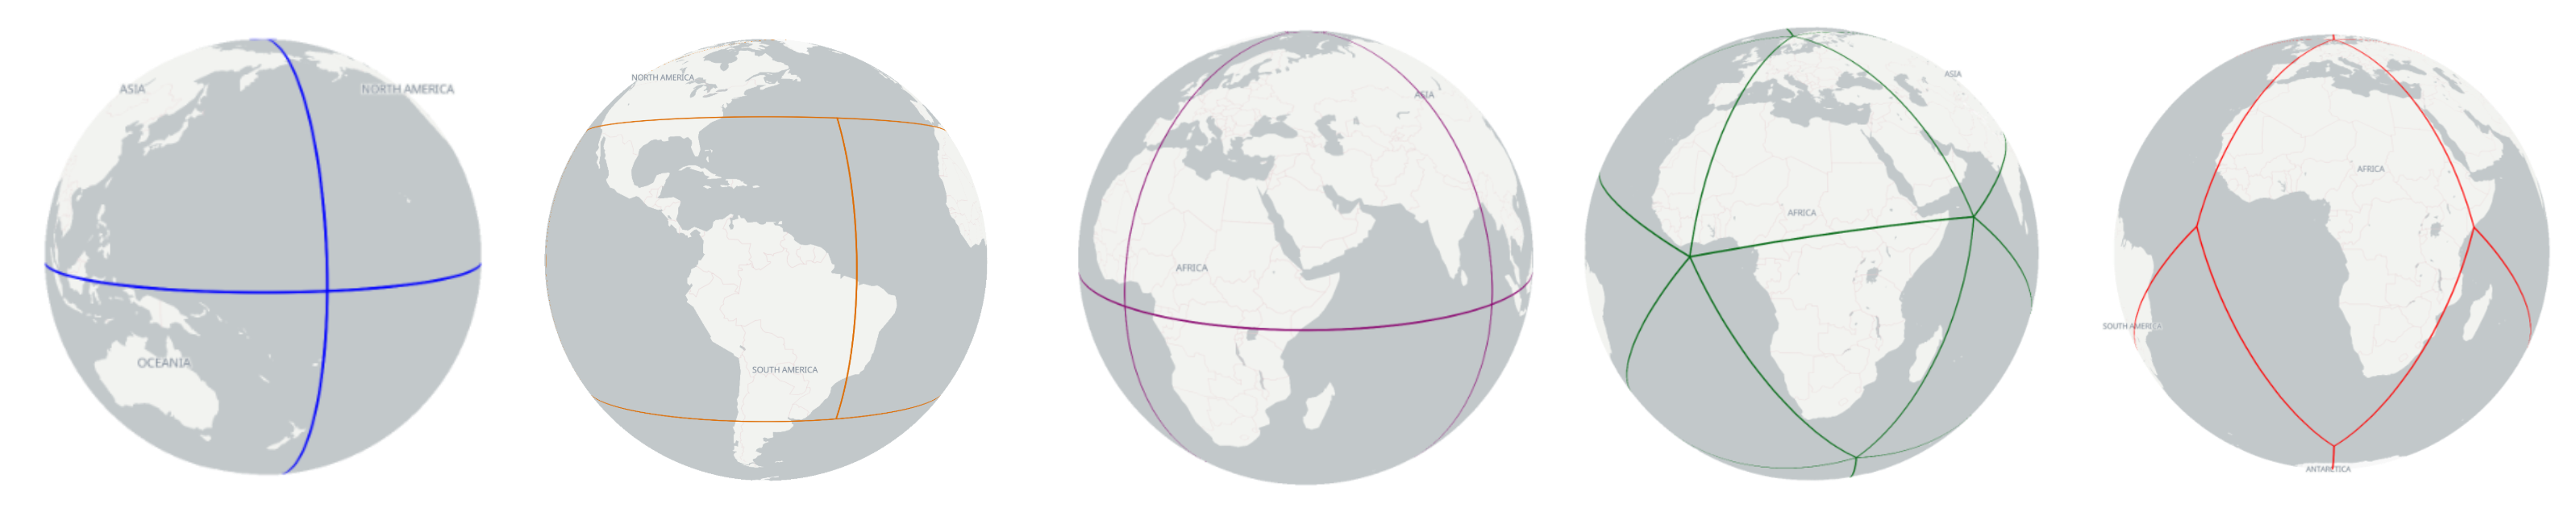 ASIA
NORTH AMERICA
OCEANIA
NORTH AMERICA
SOUTH AMERICA
ASIA
AFRICA
ASIA
AFRICA
AFRICA
SOUTH AMERICA
ANTARCTICA